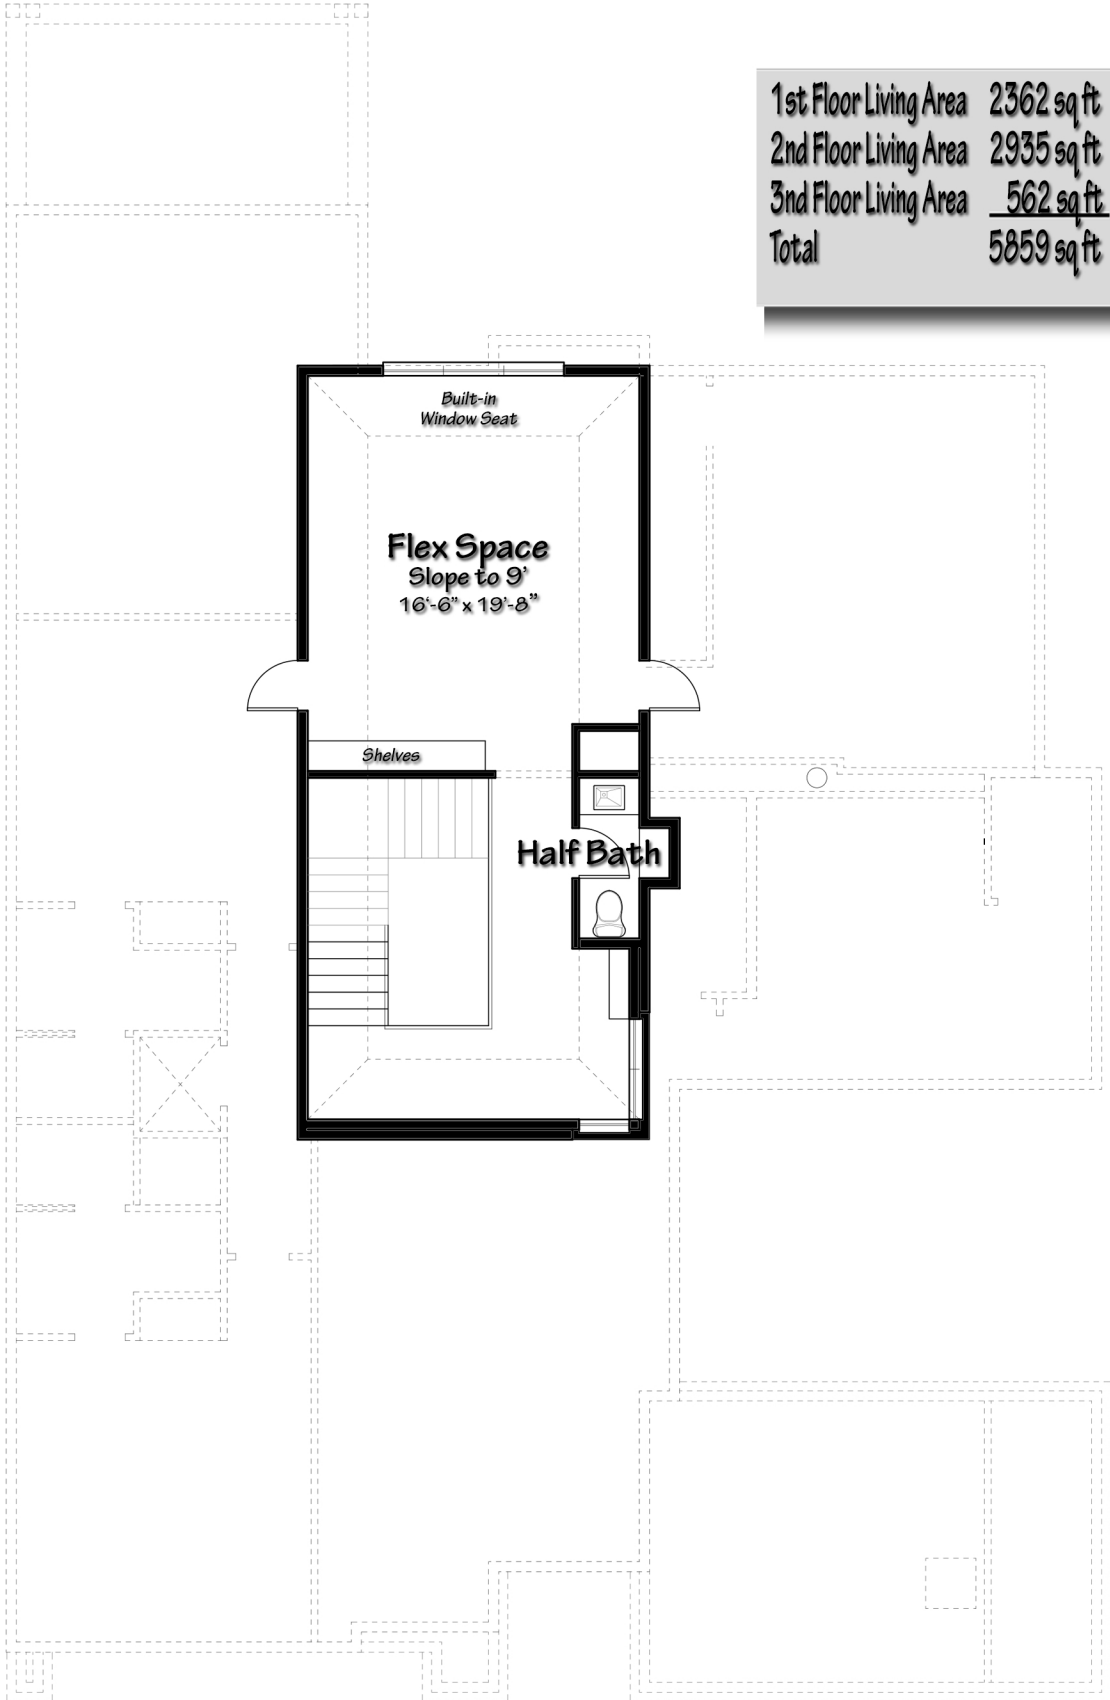 1st Floor Living Area 2362 sq ft
2nd Floor Living Area 2935 sq ft
3nd Floor Living Area 562 sq ft
Total 5859 sq ft
Built-in
Window Seat
Flex Space
Slope to 9'
16'-6" x 19'-8"
Shelves
Half Bath